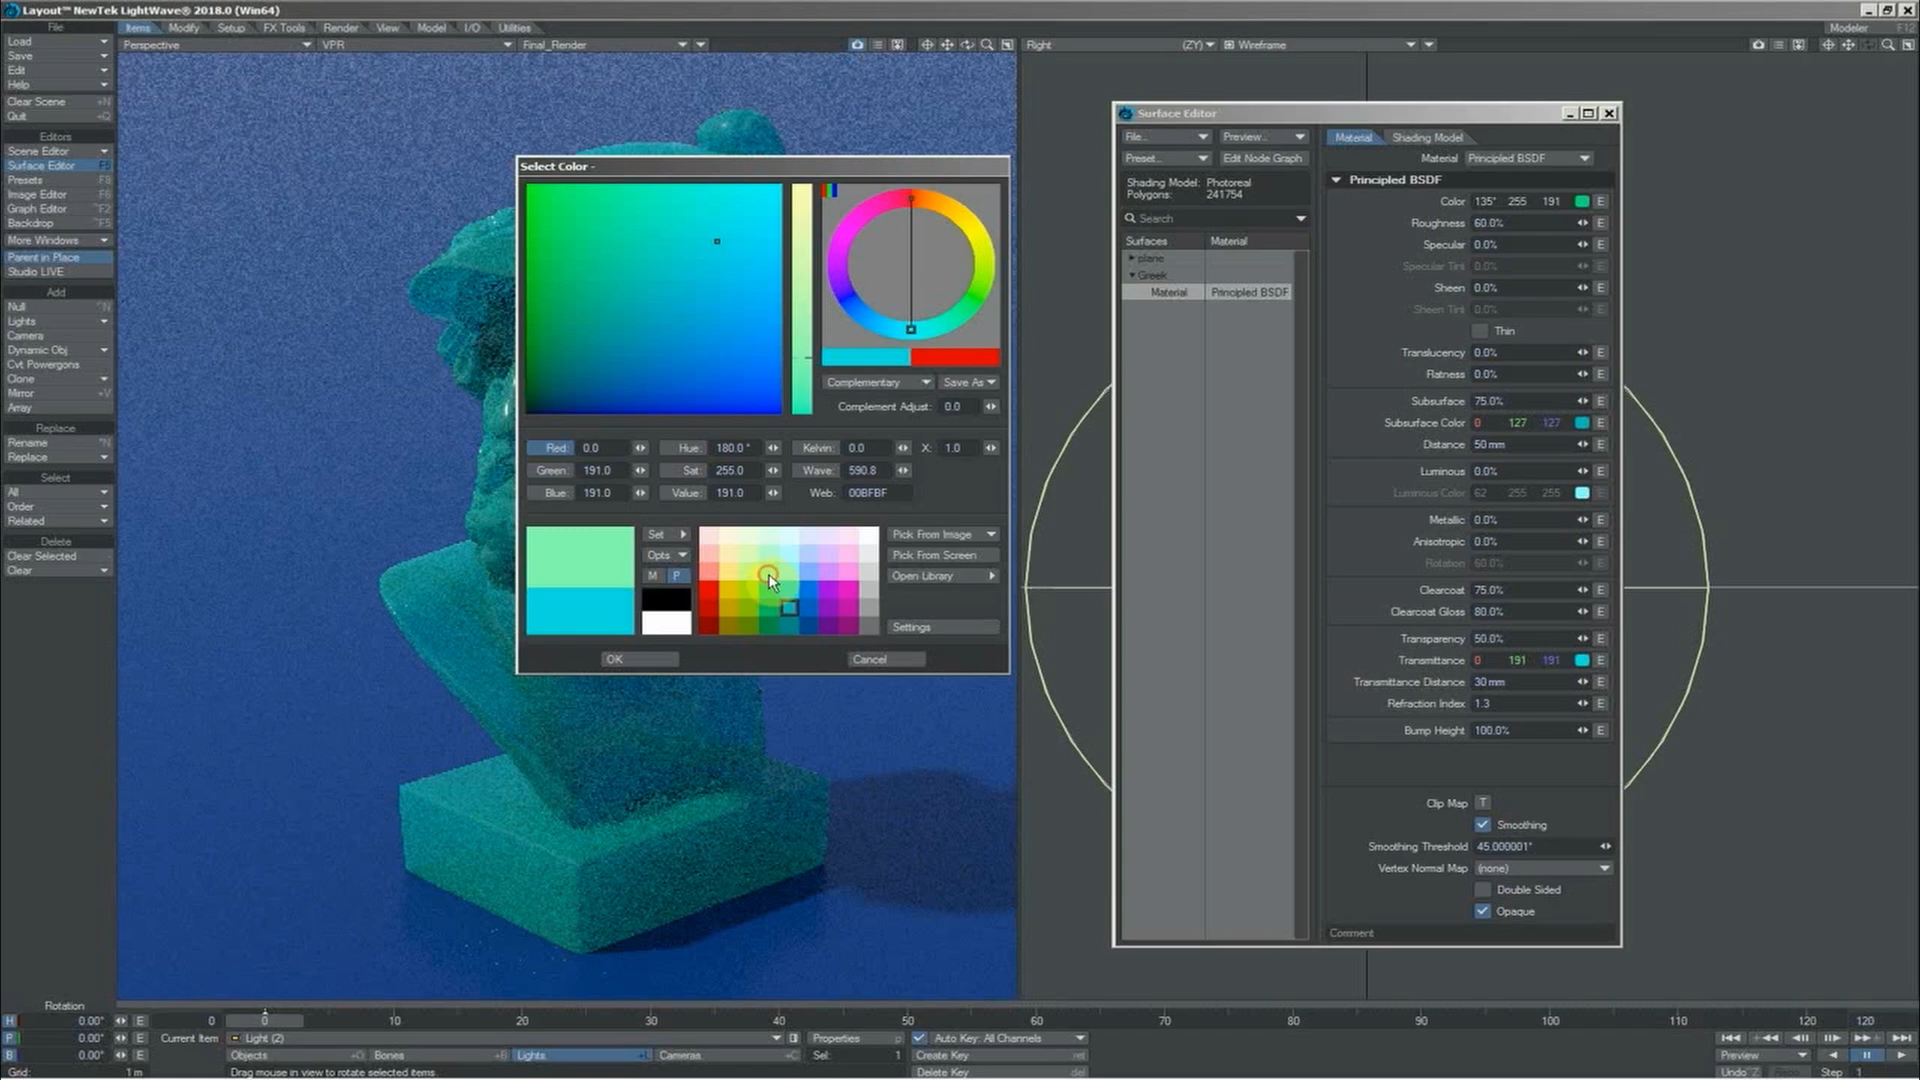 Layout™ NewTek LightWave® 2018.0 (Win64)
File Items Modify Setup FX Tools Render View Model I/O Utilities Modeler F12
Load
Save
Edit
Help
Clear Scene +N
Quit +Q
Editors
Scene Editor
Surface Editor F5
Presets F8
Image Editor F6
Graph Editor ^F2
Backdrop ^F5
More Windows
Parent in Place
Studio LIVE
Add
Null ^N
Lights
Camera
Dynamic Obj
Cvt Powergons
Clone
Mirror +V
Array
Replace
Rename ^N
Replace
Select
All
Order
Related
Delete
Clear Selected
Clear
Perspective VPR Final_Render
Right (ZY) Wireframe
Select Color -
Complementary Save As
Complement Adjust: 0.0
Red: 0.0 Hue: 180.0 ° Kelvin: 0.0 X: 1.0
Green: 191.0 Sat: 255.0 Wave: 590.8
Blue: 191.0 Value: 191.0 Web: 00BFBF
Set Pick From Image
Opts Pick From Screen
M P Open Library
Settings
OK Cancel
Surface Editor
File... Preview...
Preset... Edit Node Graph
Shading Model: Photoreal
Polygons: 241754
Search
Surfaces Material
plane
Greek
Material Principled BSDF
Material Shading Model
Material Principled BSDF
Principled BSDF
Color 135° 255 191 E
Roughness 60.0% E
Specular 0.0% E
Specular Tint 0.0% E
Sheen 0.0% E
Sheen Tint 0.0% E
Thin
Translucency 0.0% E
Flatness 0.0% E
Subsurface 75.0% E
Subsurface Color 0 127 127 E
Distance 50 mm E
Luminous 0.0% E
Luminous Color 62 255 255 E
Metallic 0.0% E
Anisotropic 0.0% E
Rotation 60.0% E
Clearcoat 75.0% E
Clearcoat Gloss 80.0% E
Transparency 50.0% E
Transmittance 0 191 191 E
Transmittance Distance 30 mm E
Refraction Index 1.3 E
Bump Height 100.0% E
Clip Map T
Smoothing
Smoothing Threshold 45.000001°
Vertex Normal Map (none)
Double Sided
Opaque
Comment
Rotation
H 0.00° E 0 0 10 20 30 40 50 60 70 80 90 100 110 120 120
P 0.00° E Current Item Light (2) Properties p Auto Key: All Channels
B 0.00° E Objects +O Bones +B Lights +L Cameras +C Sel: 1 Create Key ret Preview
Grid: 1 m Drag mouse in view to rotate selected items. Delete Key del Undo ^Z Step 1